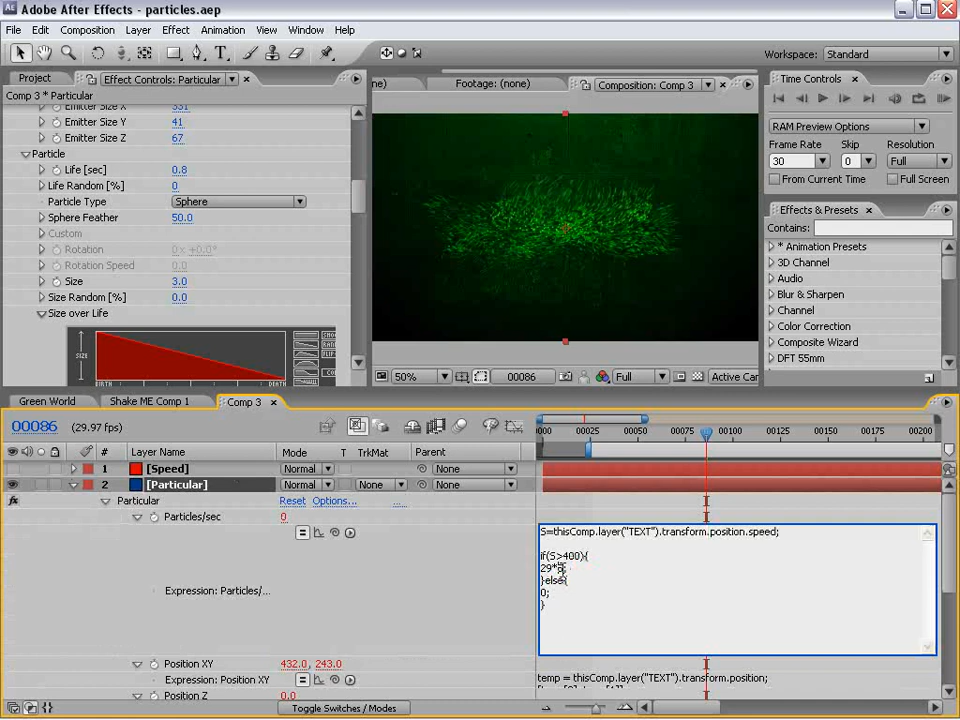 Adobe After Effects - particles.aep
File Edit Composition Layer Effect Animation View Window Help
Workspace: Standard
Project Effect Controls: Particular
Comp 3 * Particular
Emitter Size X 331
Emitter Size Y 41
Emitter Size Z 67
Particle
Life [sec] 0.8
Life Random [%] 0
Particle Type Sphere
Sphere Feather 50.0
Custom
Rotation 0 x +0.0°
Rotation Speed 0.0
Size 3.0
Size Random [%] 0.0
Size over Life
SIZE
BIRTH DEATH
ne) Footage: (none) Composition: Comp 3
50% 00086 Full Active Car
Time Controls
RAM Preview Options
Frame Rate Skip Resolution
30 0 Full
From Current Time Full Screen
Effects & Presets
Contains:
* Animation Presets
3D Channel
Audio
Blur & Sharpen
Channel
Color Correction
Composite Wizard
DFT 55mm
Green World Shake ME Comp 1 Comp 3
00086 (29.97 fps)
0000 00025 00050 00075 00100 00125 00150 00175 00200
# Layer Name Mode T TrkMat Parent
1 [Speed] Normal None
2 [Particular] Normal None None
Particular Reset Options... ...
Particles/sec 0
Expression: Particles/...
S=thisComp.layer("TEXT").transform.position.speed;
if(S>400){
}else{
0;
}
Position XY 432.0, 243.0
Expression: Position XY
temp = thisComp.layer("TEXT").transform.position;
Position Z 0.0
Toggle Switches / Modes